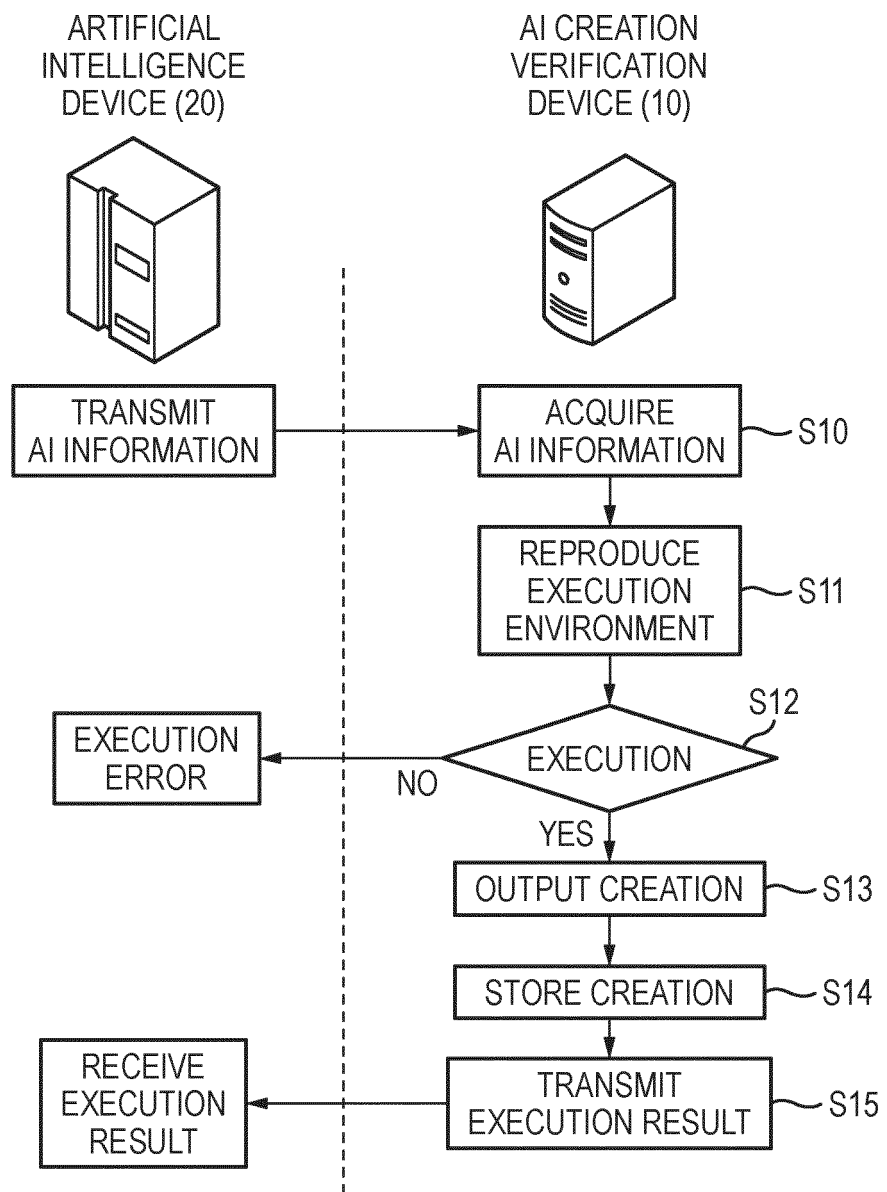 ARTIFICIAL
INTELLIGENCE
DEVICE (20)
AI CREATION
VERIFICATION
DEVICE (10)
TRANSMIT
AI INFORMATION
ACQUIRE
AI INFORMATION
S10
REPRODUCE
EXECUTION
ENVIRONMENT
S11
S12
EXECUTION
ERROR
EXECUTION
NO
YES
OUTPUT CREATION
S13
STORE CREATION
S14
RECEIVE
EXECUTION
RESULT
TRANSMIT
EXECUTION RESULT
S15